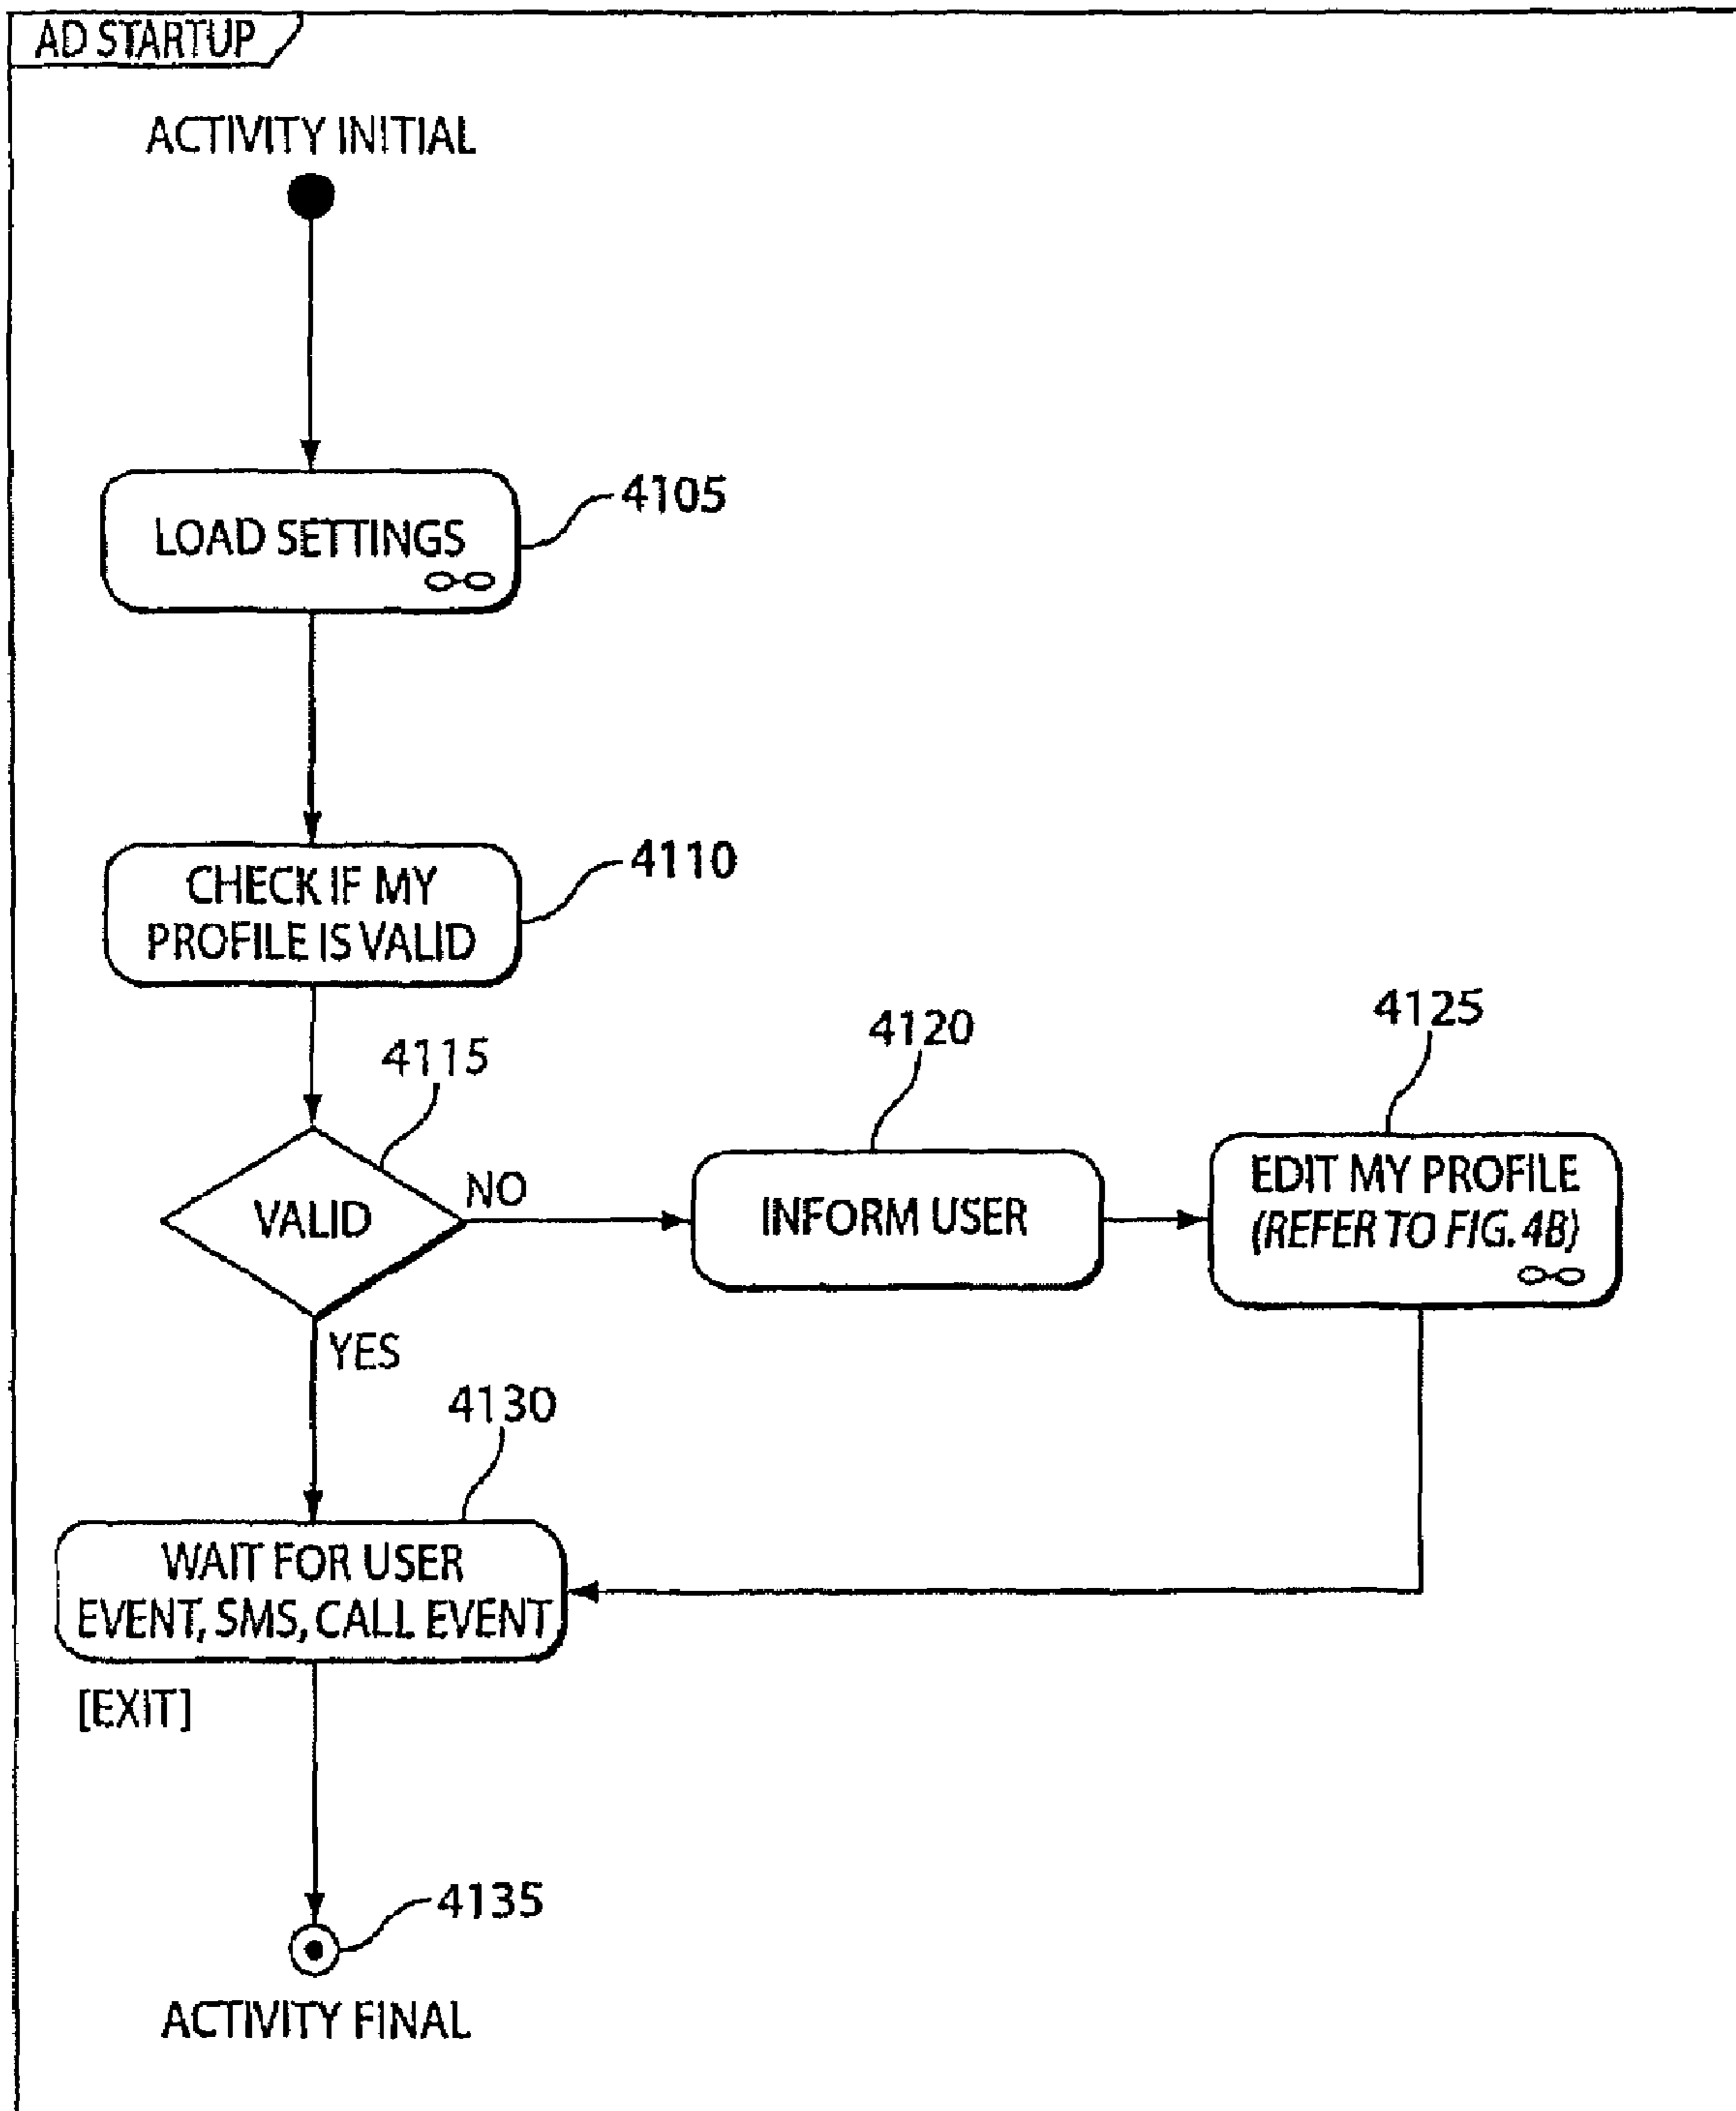 AD STARTUP
ACTIVITY INITIAL
4105
LOAD SETTINGS
4110
CHECK IF MY
PROFILE IS VALID
4115
VALID
NO
YES
4120
INFORM USER
4125
EDIT MY PROFILE
(REFER TO FIG. 4B)
4130
WAIT FOR USER
EVENT, SMS, CALL EVENT
[EXIT]
4135
ACTIVITY FINAL